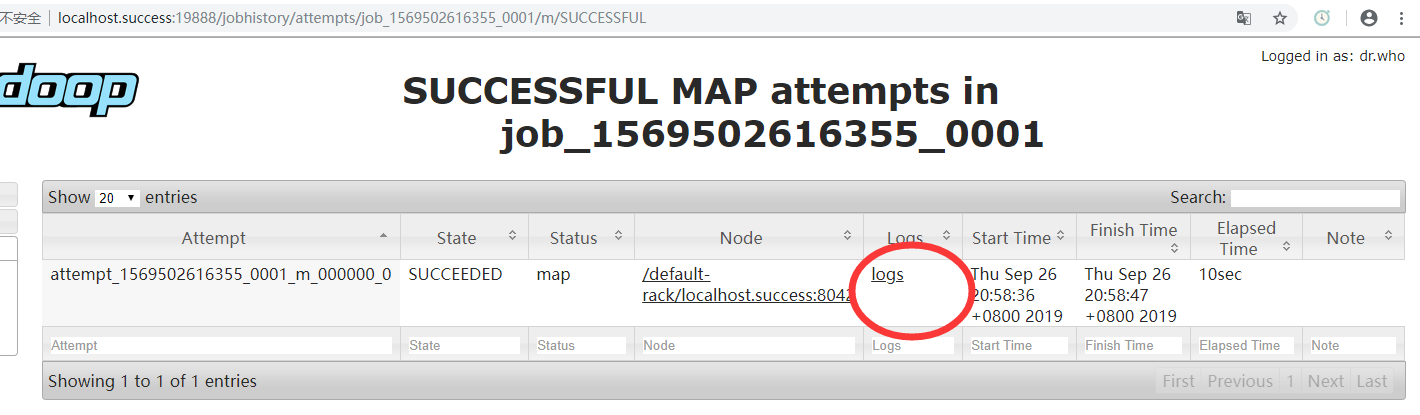 不安全 localhost.success:19888/jobhistory/attempts/job_1569502616355_0001/m/SUCCESSFUL
Logged in as: dr.who
doop
SUCCESSFUL MAP attempts in
job_1569502616355_0001
Show 20 entries Search:
Attempt State Status Node Logs Start Time Finish Time Elapsed Time Note
attempt_1569502616355_0001_m_000000_0 SUCCEEDED map /default- logs Thu Sep 26 Thu Sep 26 10sec
rack/localhost.success:8042 20:58:36 20:58:47
+0800 2019 +0800 2019
Attempt State Status Node Logs Start Time Finish Time Elapsed Time Note
Showing 1 to 1 of 1 entries First Previous 1 Next Last